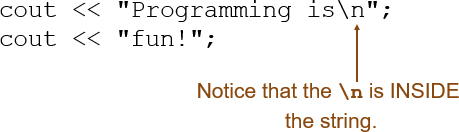 cout << "Programming is\n";
cout << "fun!";
Notice that the \n is INSIDE
the string.